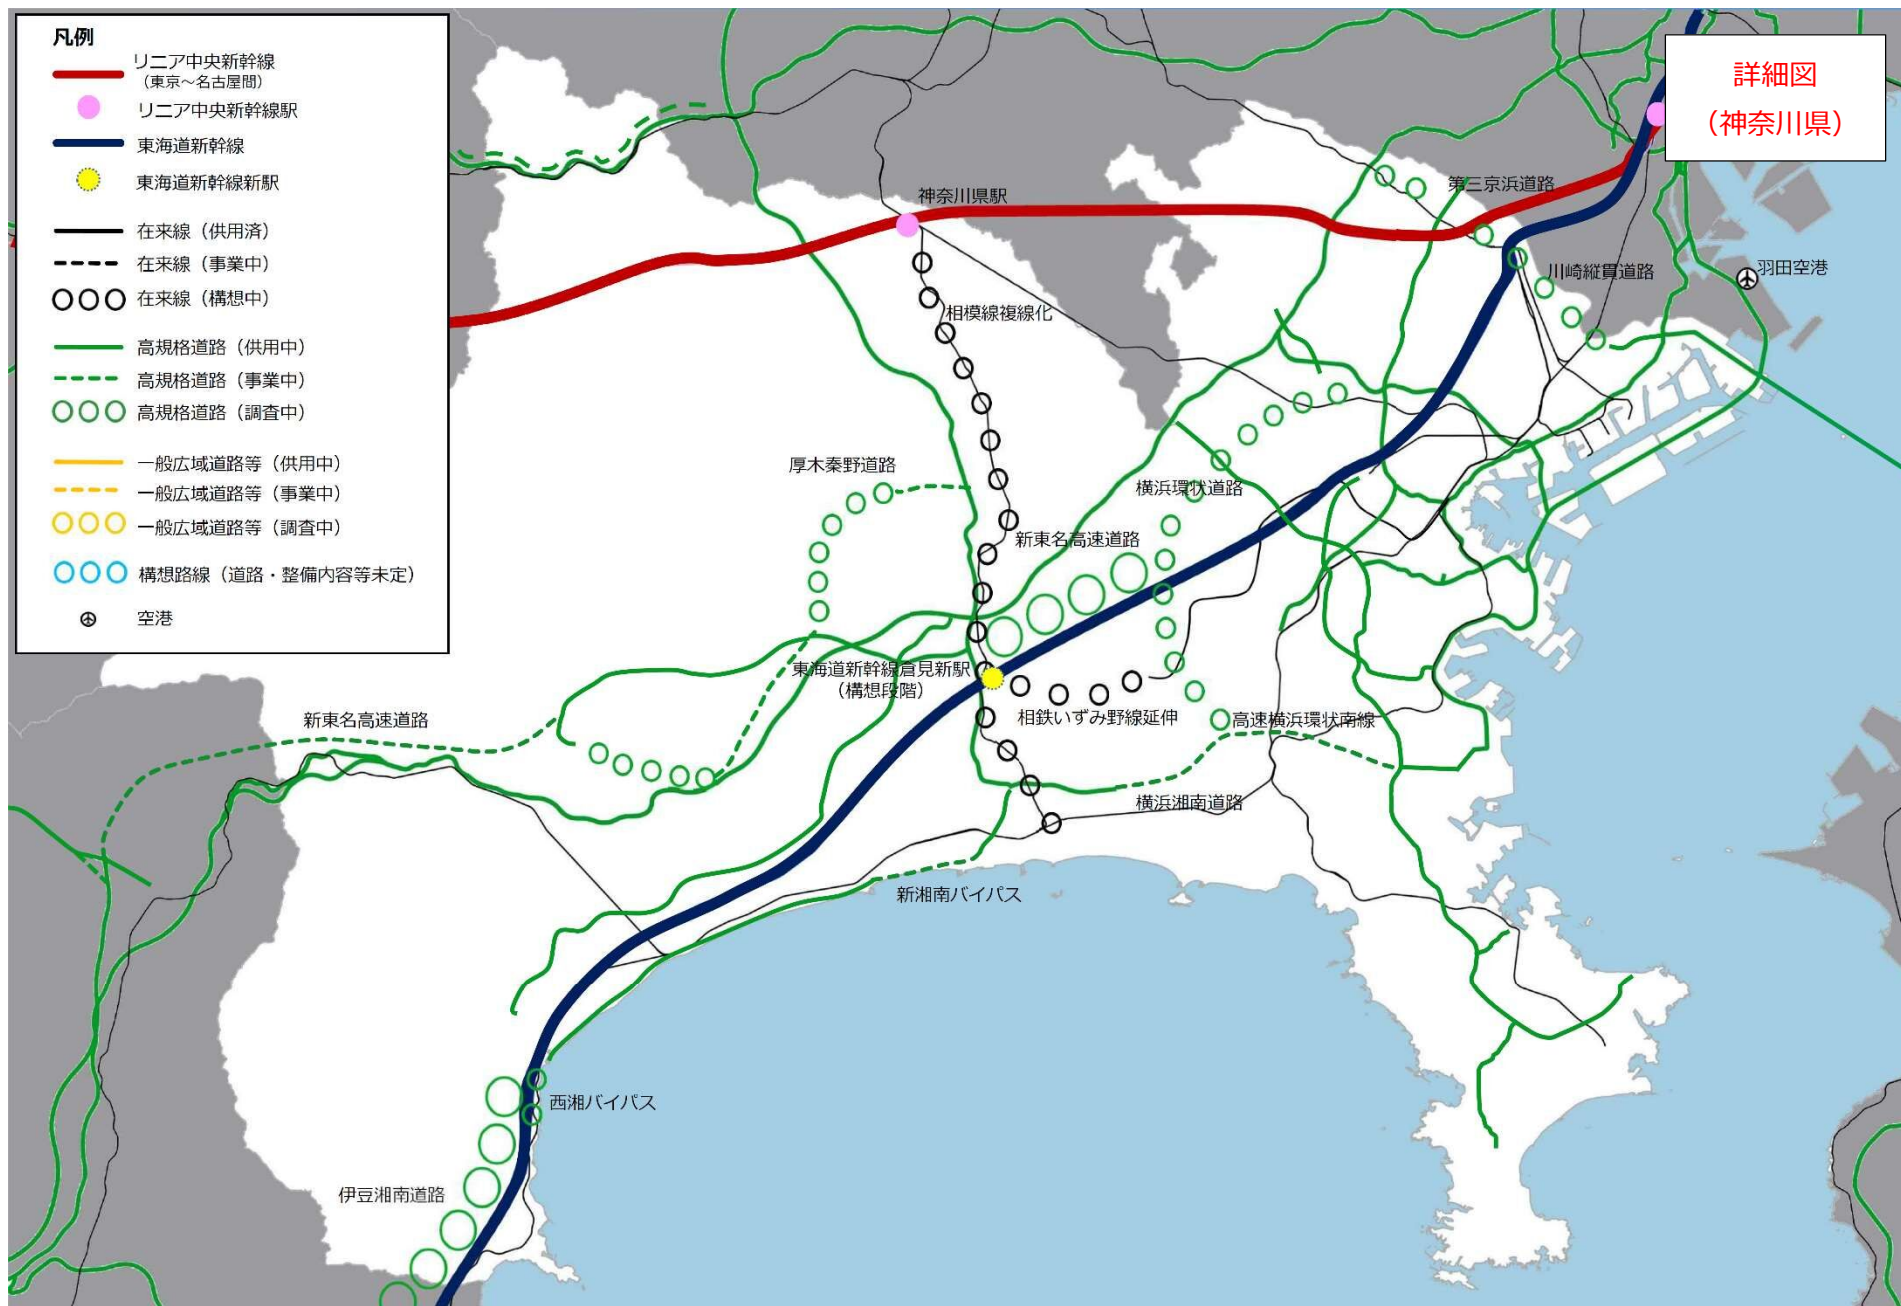 凡例
リニア中央新幹線
（東京～名古屋間）
リニア中央新幹線駅
東海道新幹線
東海道新幹線新駅
在来線（供用済）
在来線（事業中）
在来線（構想中）
高規格道路（供用中）
高規格道路（事業中）
高規格道路（調査中）
一般広域道路等（供用中）
一般広域道路等（事業中）
一般広域道路等（調査中）
構想路線（道路・整備内容等未定）
空港
詳細図
（神奈川県）
第三京浜道路
神奈川県駅
羽田空港
川崎縦貫道路
相模線複線化
厚木秦野道路
横浜環状道路
新東名高速道路
東海道新幹線倉見新駅
（構想段階）
相鉄いずみ野線延伸
新東名高速道路
高速横浜環状南線
横浜湘南道路
新湘南バイパス
西湘バイパス
伊豆湘南道路